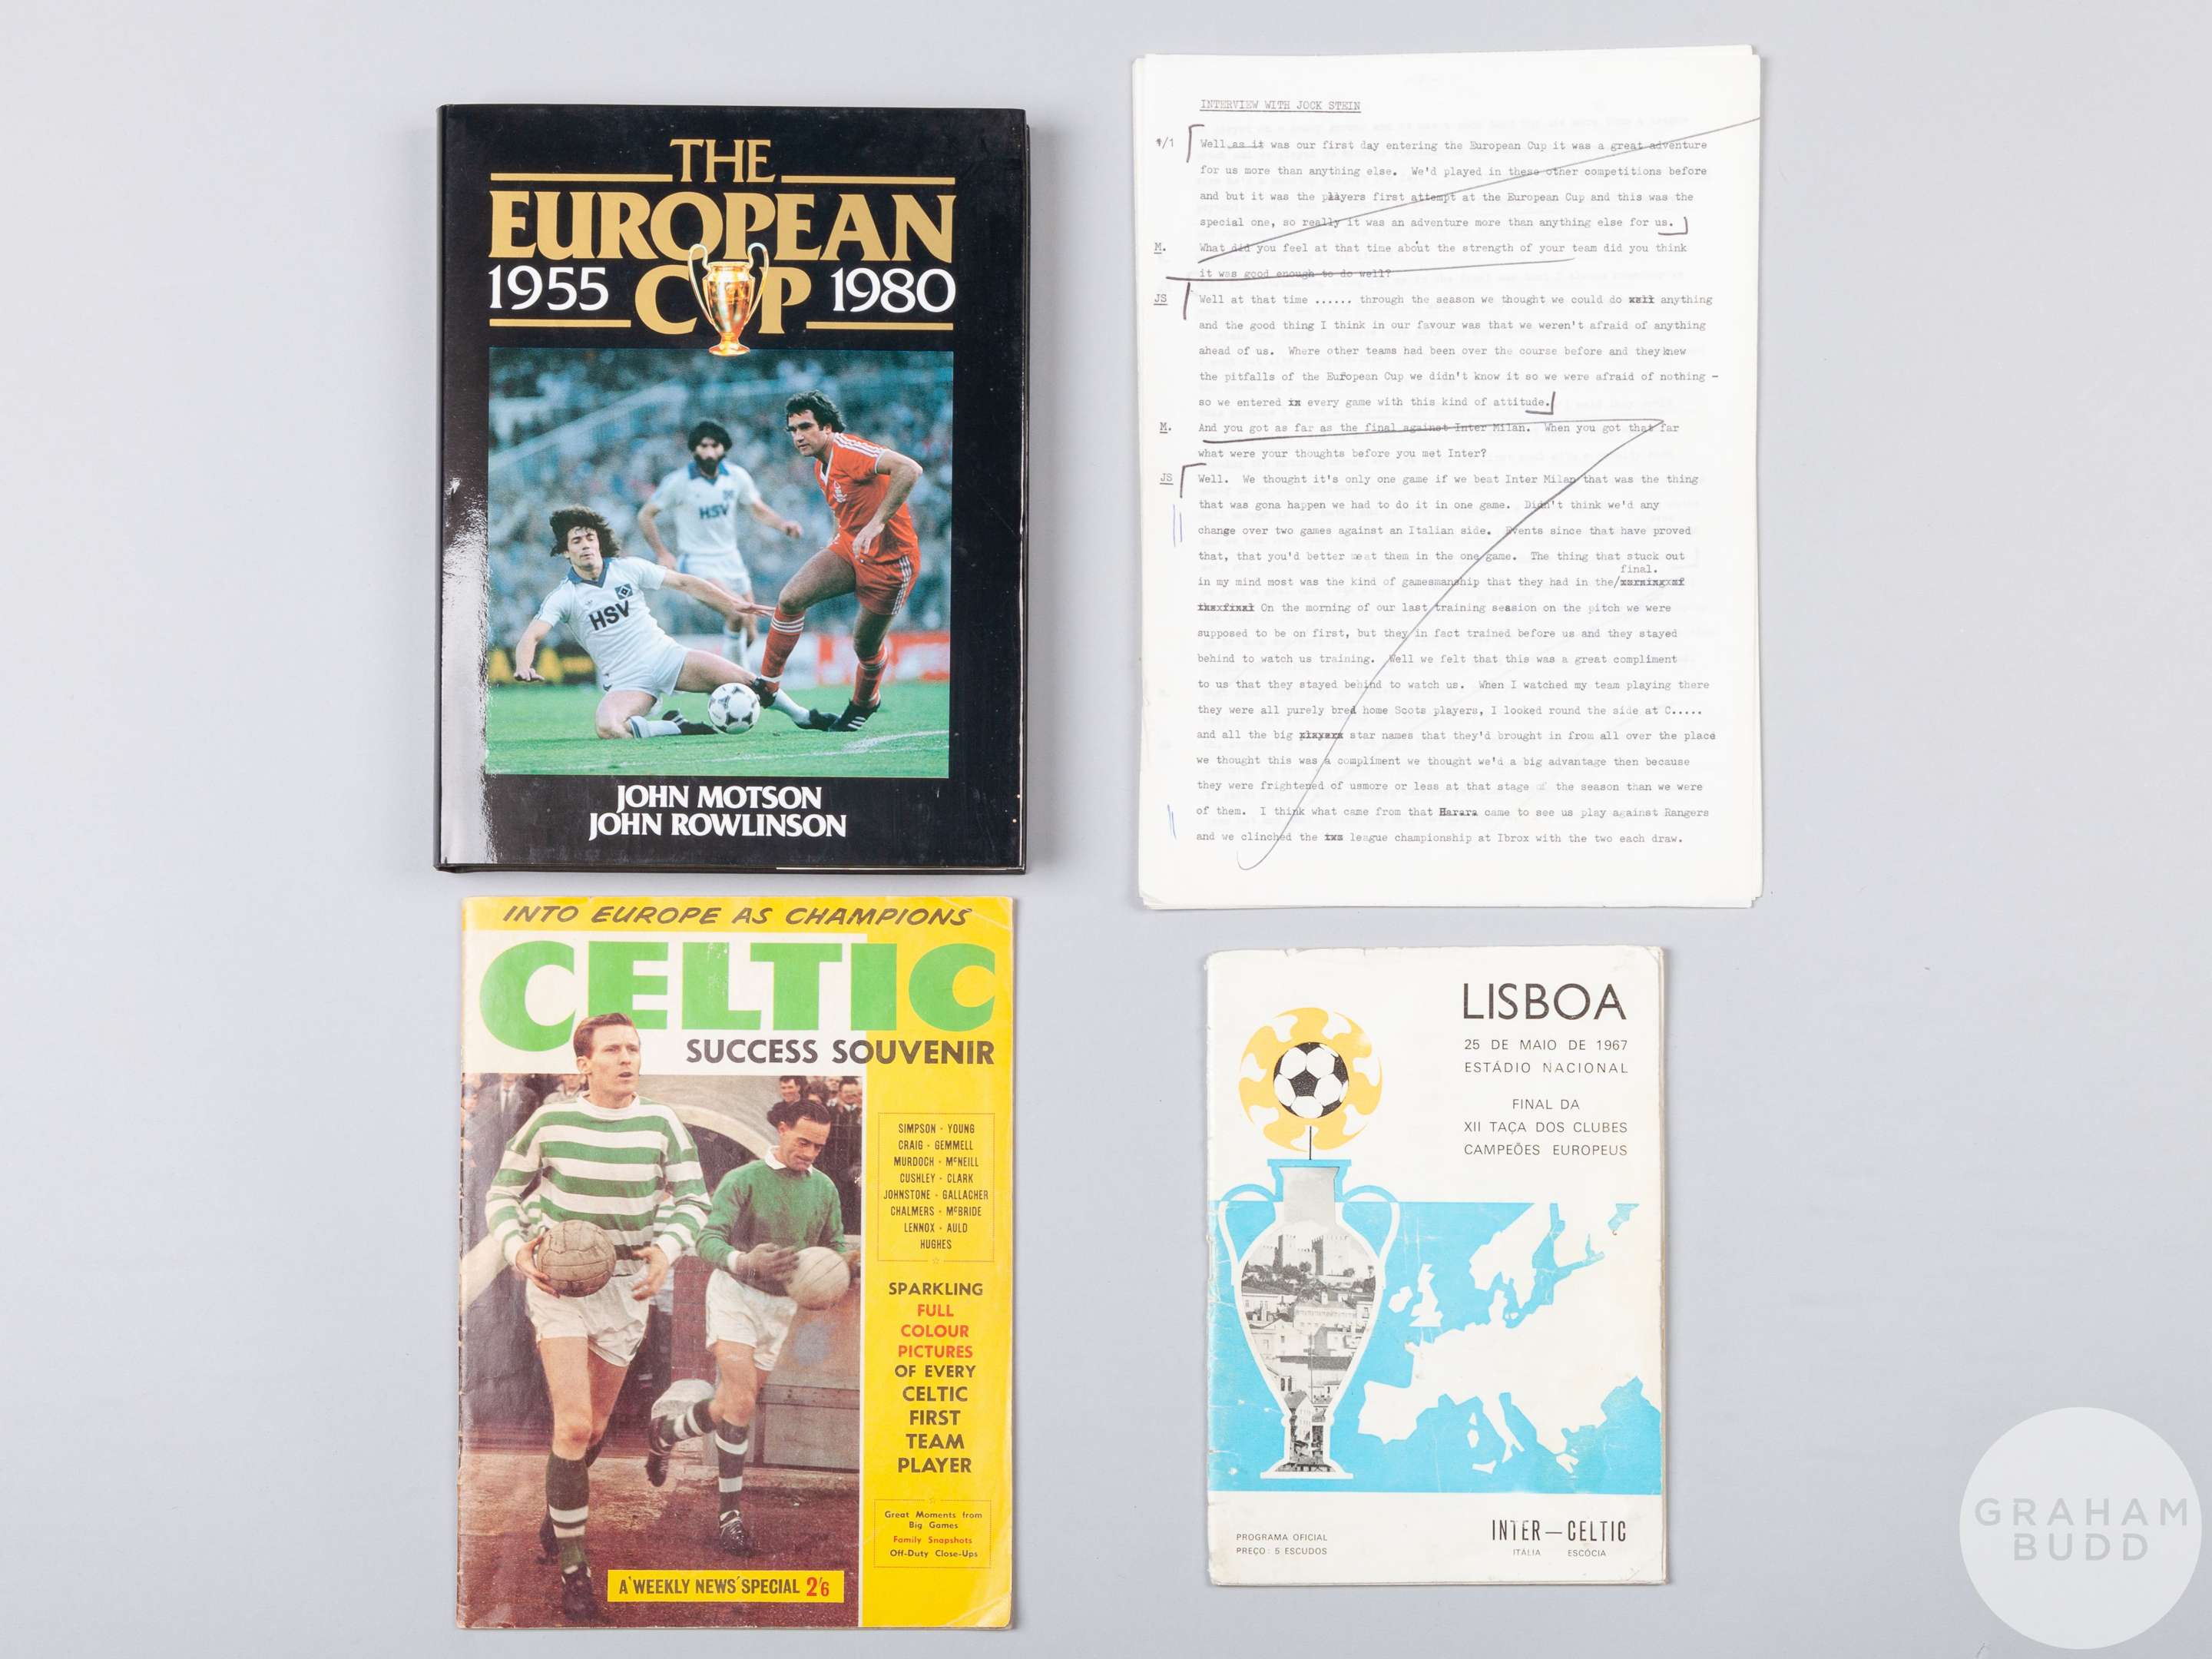 THE
EUROPEAN
1955 CUP 1980
HSV
HSV
JOHN MOTSON
JOHN ROWLINSON
INTERVIEW WITH JOCK STEIN
1/1 Well as it was our first day entering the European Cup it was a great adventure
for us more than anything else. We'd played in these other competitions before
and but it was the players first attempt at the European Cup and this was the
special one, so really it was an adventure more than anything else for us.
M. What did you feel at that time about the strength of your team did you think
it was good enough to do well?
JS Well at that time ...... through the season we thought we could do anything
and the good thing I think in our favour was that we weren't afraid of anything
ahead of us. Where other teams had been over the course before and they knew
the pitfalls of the European Cup we didn't know it so we were afraid of nothing -
so we entered every game with this kind of attitude.
M. And you got as far as the final against Inter Milan. When you got that far
what were your thoughts before you met Inter?
JS Well. We thought it's only one game if we beat Inter Milan that was the thing
that was gona happen we had to do it in one game. Didn't think we'd any
change over two games against an Italian side. Events since that have proved
that, that you'd better meat them in the one game. The thing that stuck out
final.
in my mind most was the kind of gamesmanship that they had in the/
On the morning of our last training session on the pitch we were
supposed to be on first, but they in fact trained before us and they stayed
behind to watch us training. Well we felt that this was a great compliment
to us that they stayed behind to watch us. When I watched my team playing there
they were all purely bred home Scots players, I looked round the side at C.....
and all the big players star names that they'd brought in from all over the place
we thought this was a compliment we thought we'd a big advantage then because
they were frightened of usmore or less at that stage of the season than we were
of them. I think what came from that Harara came to see us play against Rangers
and we clinched the league championship at Ibrox with the two each draw.
INTO EUROPE AS CHAMPIONS
CELTIC
SUCCESS SOUVENIR
SIMPSON - YOUNG
CRAIG - GEMMELL
MURDOCH - McNEILL
CUSHLEY - CLARK
JOHNSTONE - GALLACHER
CHALMERS - McBRIDE
LENNOX - AULD
HUGHES
SPARKLING
FULL
COLOUR
PICTURES
OF EVERY
CELTIC
FIRST
TEAM
PLAYER
Great Moments from
Big Games
Family Snapshots
Off-Duty Close-Ups
A 'WEEKLY NEWS' SPECIAL 2'6
LISBOA
25 DE MAIO DE 1967
ESTÁDIO NACIONAL
FINAL DA
XII TAÇA DOS CLUBES
CAMPEÕES EUROPEUS
PROGRAMA OFICIAL
PREÇO: 5 ESCUDOS
INTER — CELTIC
ITALIA ESCÓCIA
GRAHAM
BUDD